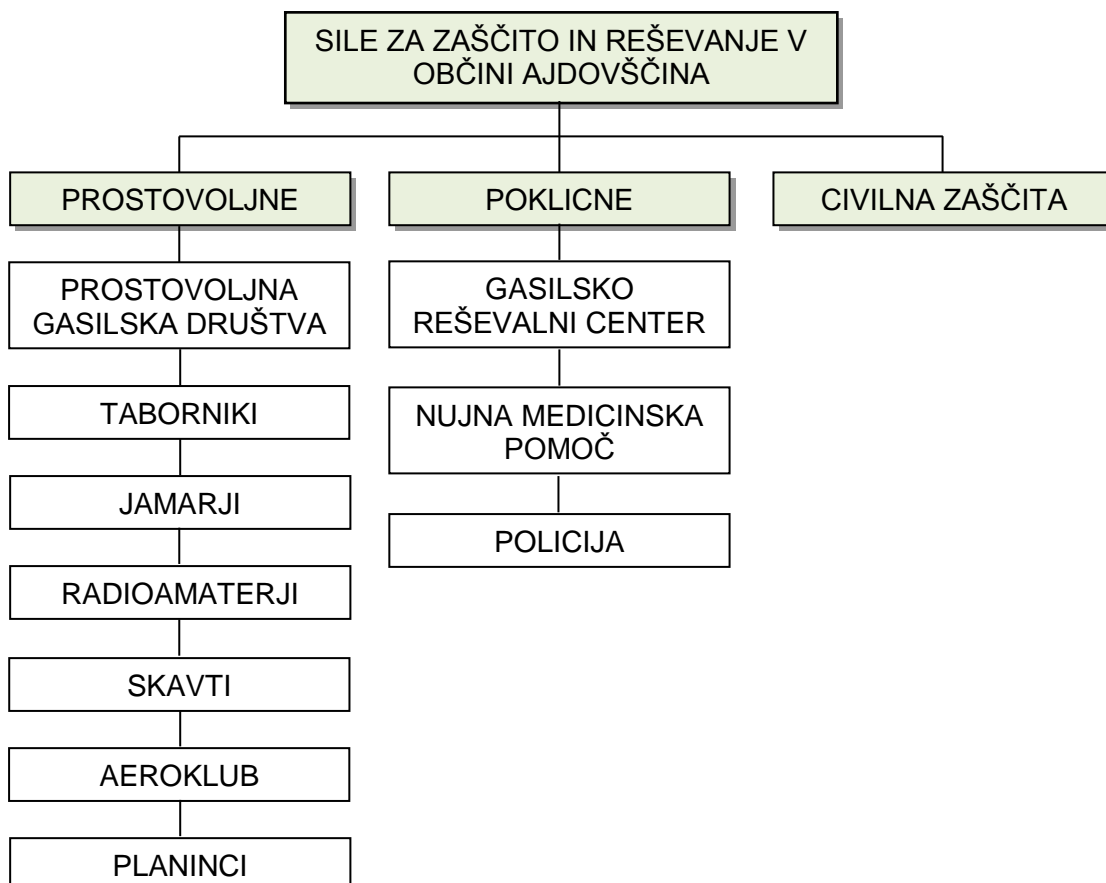 SILE ZA ZAŠČITO IN REŠEVANJE V
OBČINI AJDOVŠČINA
PROSTOVOLJNE
PROSTOVOLJNA
GASILSKA DRUŠTVA
TABORNIKI
JAMARJI
RADIOAMATERJI
SKAVTI
AEROKLUB
PLANINCI
POKLICNE
GASILSKO
REŠEVALNI CENTER
NUJNA MEDICINSKA
POMOČ
POLICIJA
CIVILNA ZAŠČITA